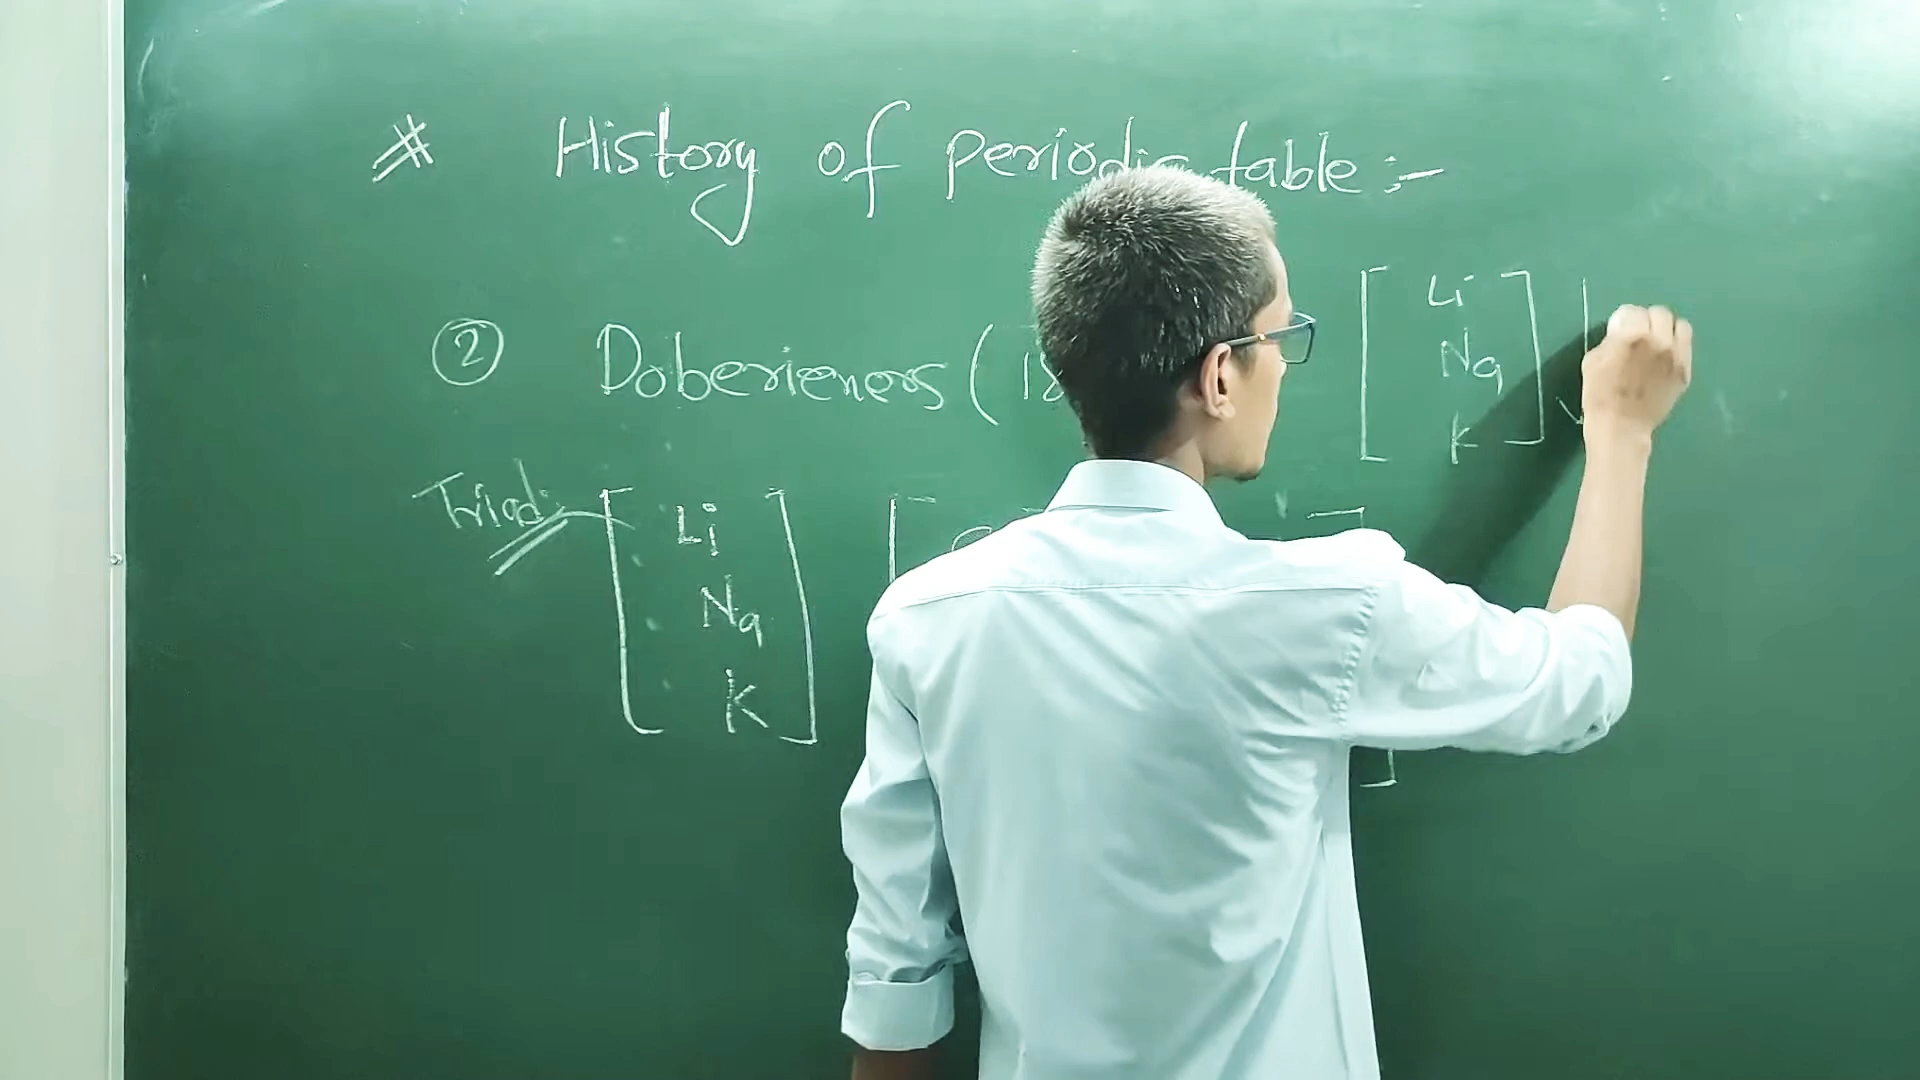 # History of periodic table :-
② Doberieners (18
Li
Na
K
Triad:
Li
Na
K